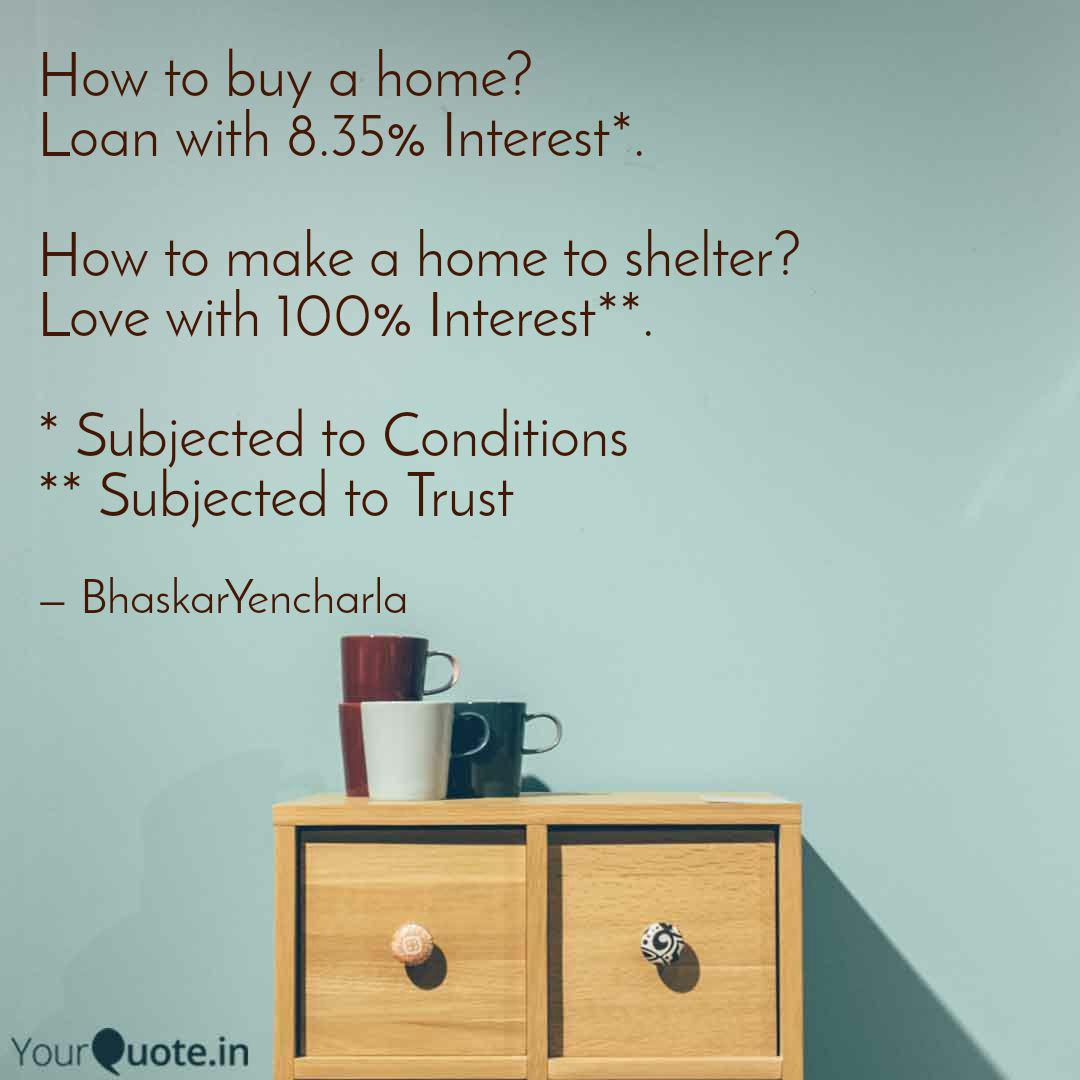 How to buy a home?
Loan with 8.35% Interest*.
How to make a home to shelter?
Love with 100% Interest**.
* Subjected to Conditions
** Subjected to Trust
– BhaskarYencharla
YourQuote.in